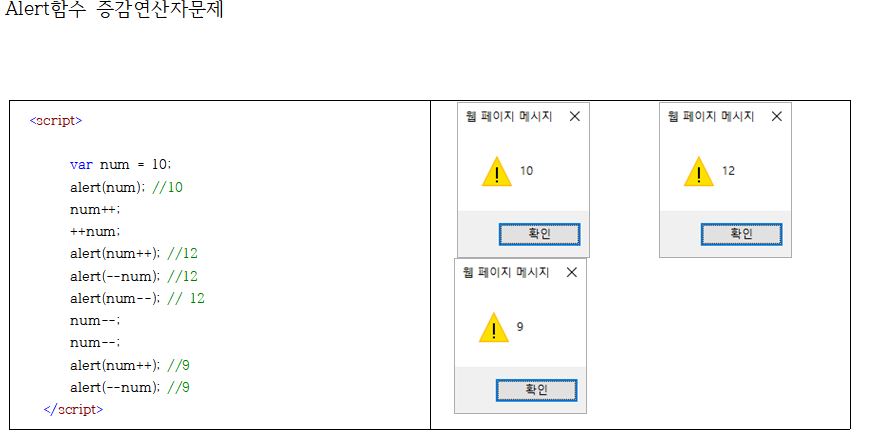 Alert함수 증감연산자문제
<script>
var num = 10;
alert(num); //10
num++;
++num;
alert(num++); //12
alert(--num); //12
alert(num--); // 12
num--;
num--;
alert(num++); //9
alert(--num); //9
</script>
웹 페이지 메시지
10
확인
웹 페이지 메시지
12
확인
웹 페이지 메시지
9
확인